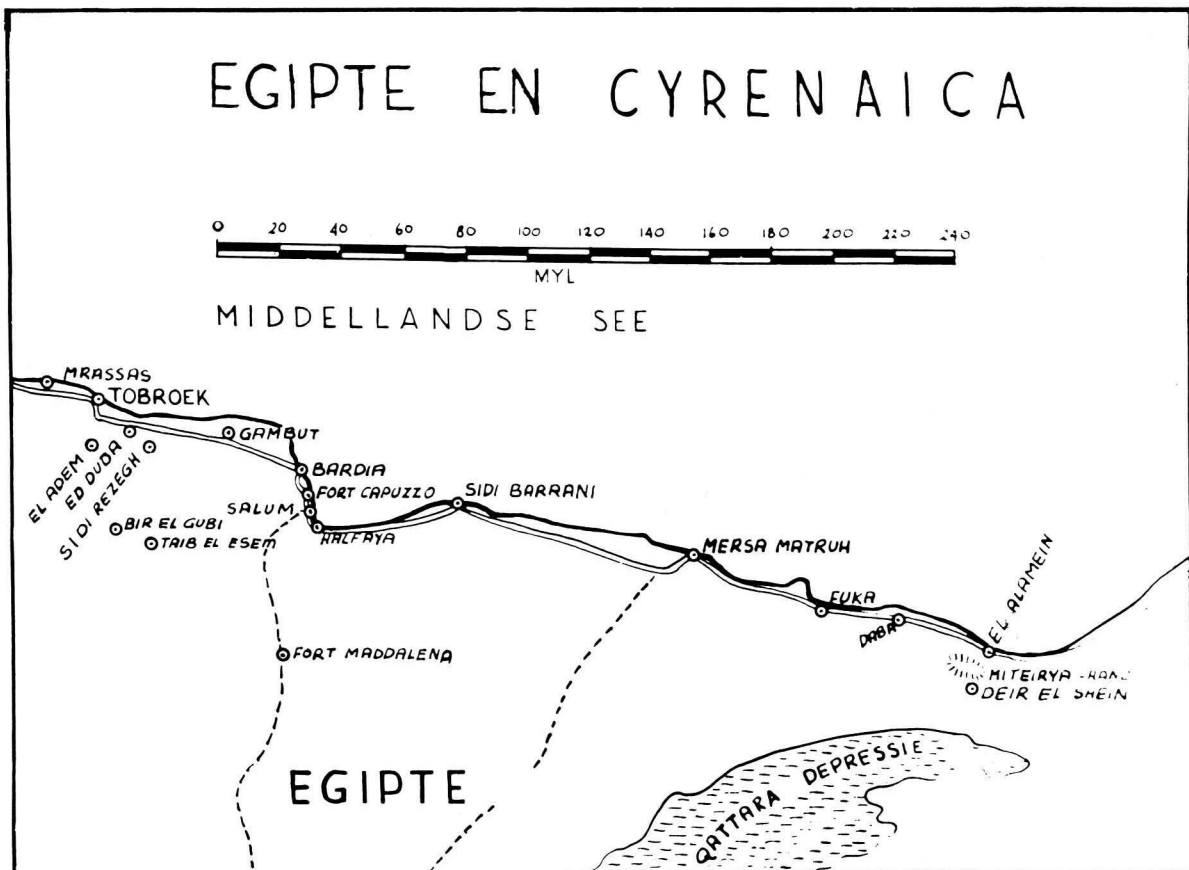 EGIPTE EN CYRENAICA
0 20 40 60 80 100 120 140 160 180 200 220 240
MYL
MIDDELLANDSE SEE
MRASSAS
TOBROEK
GAMBUT
EL ADEM
ED DUDA
SIDI REZEGH
BARDIA
FORT CAPUZZO
SIDI BARRANI
SALUM
HALFAYA
BIR EL GUBI
TAIB EL ESEM
MERSA MATRUH
FUKA
DABA
EL ALAMEIN
FORT MADDALENA
MITEIRYA
DEIR EL SHEIN
EGIPTE
QATTARA DEPRESSIE